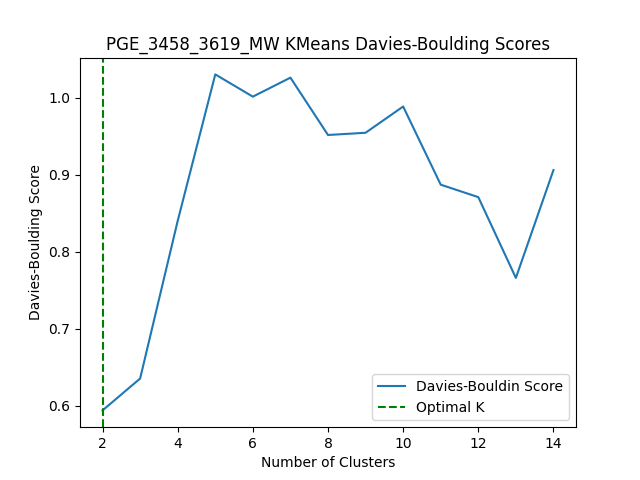 PGE_3458_3619_MW KMeans Davies-Boulding Scores
Davies-Boulding Score
1.0
0.9
0.8
0.7
0.6
Davies-Bouldin Score
Optimal K
2 4 6 8 10 12 14
Number of Clusters